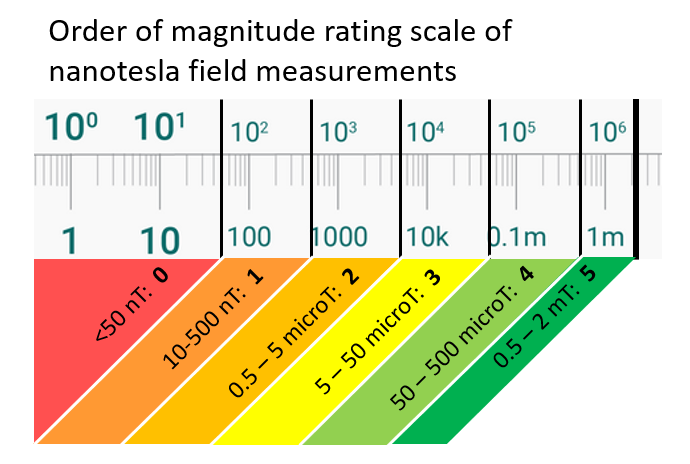 Order of magnitude rating scale of
nanotesla field measurements
10⁰ 10¹ 10² 10³ 10⁴ 10⁵ 10⁶
1 10 100 1000 10k 0.1m 1m
<50 nT: 0
10-500 nT: 1
0.5 – 5 microT: 2
5 – 50 microT: 3
50 – 500 microT: 4
0.5 – 2 mT: 5